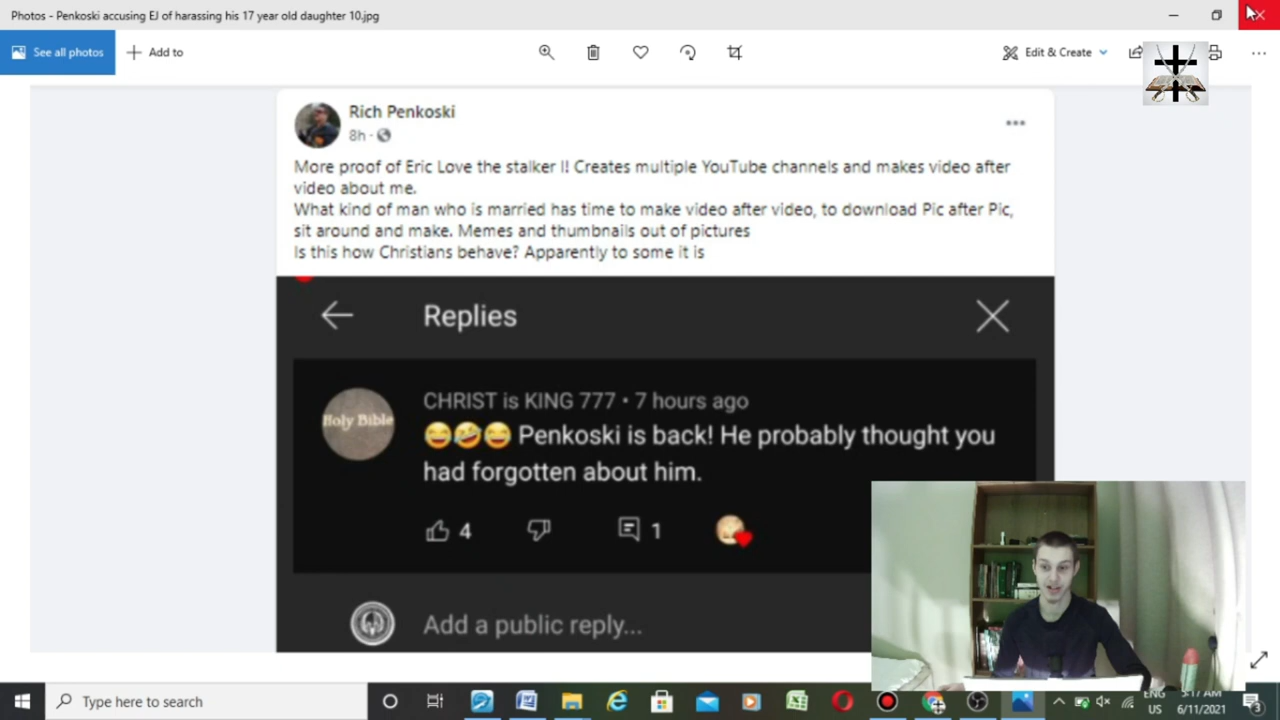 Photos - Penkoski accusing EJ of harassing his 17 year old daughter 10.jpg
See all photos
Add to
Edit & Create
Rich Penkoski
8h
More proof of Eric Love the stalker !! Creates multiple YouTube channels and makes video after
video about me.
What kind of man who is married has time to make video after video, to download Pic after Pic,
sit around and make. Memes and thumbnails out of pictures
Is this how Christians behave? Apparently to some it is
Replies
Holy Bible
CHRIST is KING 777 • 7 hours ago
😂🤣😂 Penkoski is back! He probably thought you
had forgotten about him.
4
1
Add a public reply...
Type here to search
ENG
US
5:17 AM
6/11/2021
3